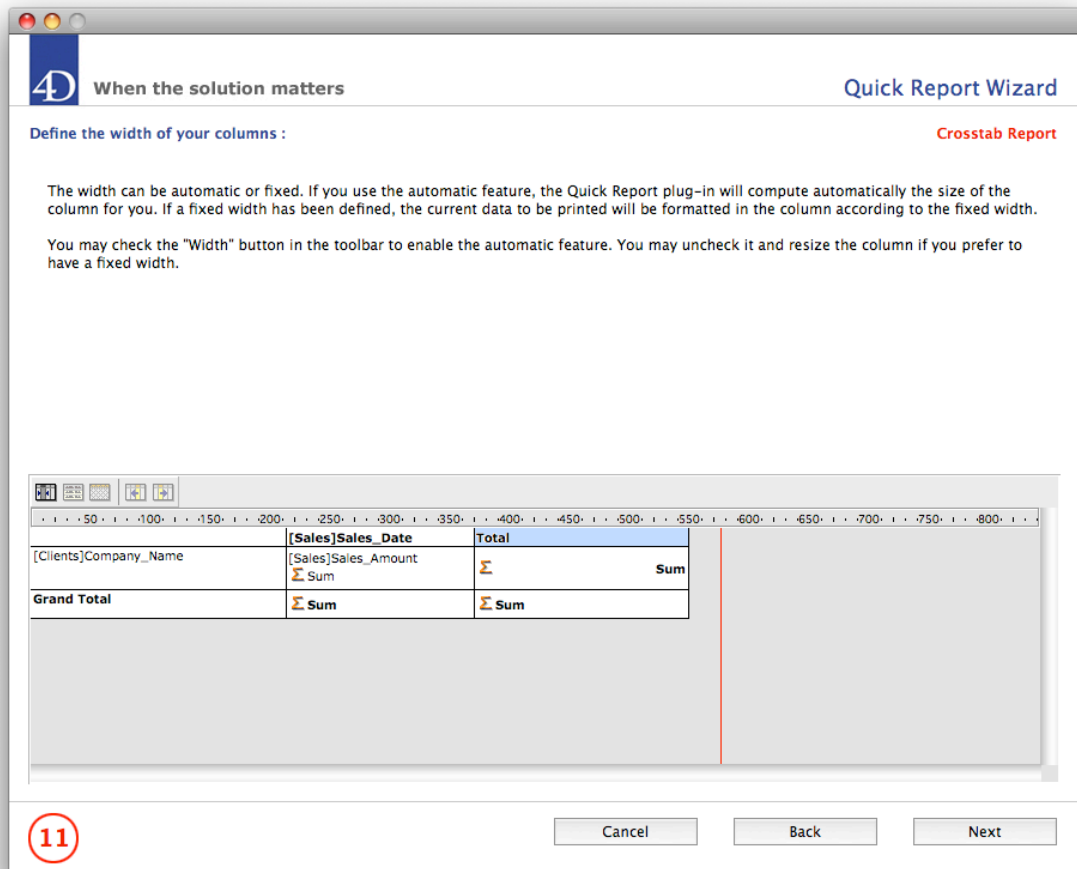 4D When the solution matters Quick Report Wizard
Define the width of your columns : Crosstab Report
The width can be automatic or fixed. If you use the automatic feature, the Quick Report plug-in will compute automatically the size of the
column for you. If a fixed width has been defined, the current data to be printed will be formatted in the column according to the fixed width.
You may check the "Width" button in the toolbar to enable the automatic feature. You may uncheck it and resize the column if you prefer to
have a fixed width.
50 100 150 200 250 300 350 400 450 500 550 600 650 700 750 800
[Sales]Sales_Date Total
[Clients]Company_Name [Sales]Sales_Amount
Σ Sum Σ Sum
Grand Total Σ Sum Σ Sum
11 Cancel Back Next